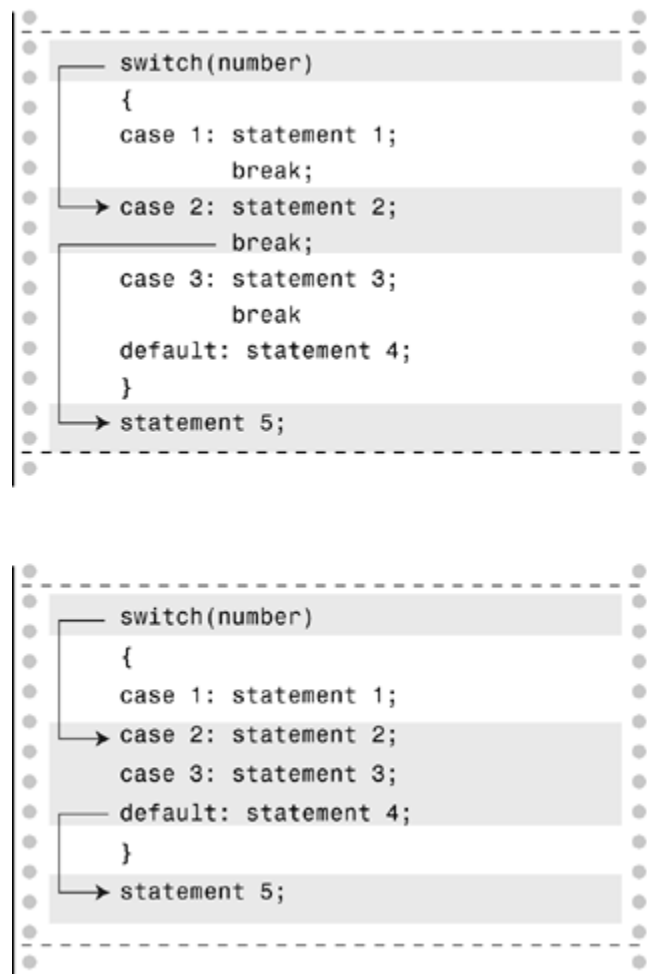 switch(number)
{
case 1: statement 1;
break;
case 2: statement 2;
break;
case 3: statement 3;
break
default: statement 4;
}
statement 5;
switch(number)
{
case 1: statement 1;
case 2: statement 2;
case 3: statement 3;
default: statement 4;
}
statement 5;